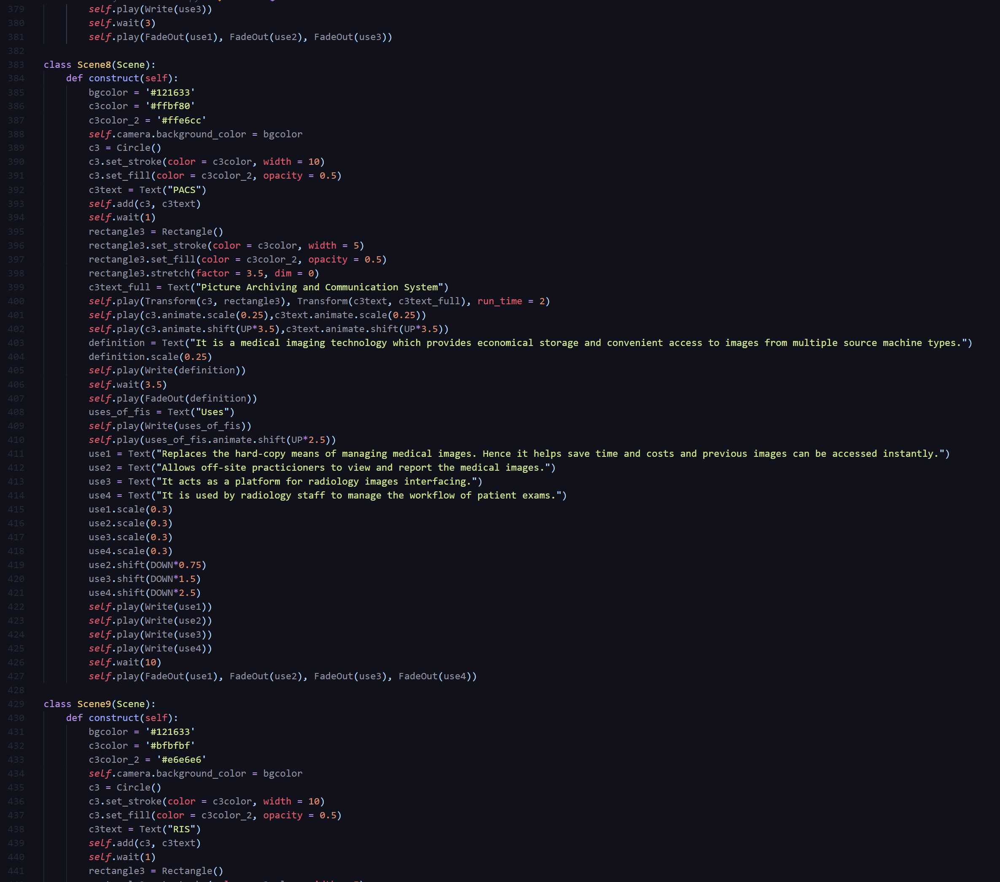 379 self.play(Write(use3))
380 self.wait(3)
381 self.play(FadeOut(use1), FadeOut(use2), FadeOut(use3))
382
383 class Scene8(Scene):
384 def construct(self):
385 bgcolor = '#121633'
386 c3color = '#ffbf80'
387 c3color_2 = '#ffe6cc'
388 self.camera.background_color = bgcolor
389 c3 = Circle()
390 c3.set_stroke(color = c3color, width = 10)
391 c3.set_fill(color = c3color_2, opacity = 0.5)
392 c3text = Text("PACS")
393 self.add(c3, c3text)
394 self.wait(1)
395 rectangle3 = Rectangle()
396 rectangle3.set_stroke(color = c3color, width = 5)
397 rectangle3.set_fill(color = c3color_2, opacity = 0.5)
398 rectangle3.stretch(factor = 3.5, dim = 0)
399 c3text_full = Text("Picture Archiving and Communication System")
400 self.play(Transform(c3, rectangle3), Transform(c3text, c3text_full), run_time = 2)
401 self.play(c3.animate.scale(0.25),c3text.animate.scale(0.25))
402 self.play(c3.animate.shift(UP*3.5),c3text.animate.shift(UP*3.5))
403 definition = Text("It is a medical imaging technology which provides economical storage and convenient access to images from multiple source machine types.")
404 definition.scale(0.25)
405 self.play(Write(definition))
406 self.wait(3.5)
407 self.play(FadeOut(definition))
408 uses_of_fis = Text("Uses")
409 self.play(Write(uses_of_fis))
410 self.play(uses_of_fis.animate.shift(UP*2.5))
411 use1 = Text("Replaces the hard-copy means of managing medical images. Hence it helps save time and costs and previous images can be accessed instantly.")
412 use2 = Text("Allows off-site practicioners to view and report the medical images.")
413 use3 = Text("It acts as a platform for radiology images interfacing.")
414 use4 = Text("It is used by radiology staff to manage the workflow of patient exams.")
415 use1.scale(0.3)
416 use2.scale(0.3)
417 use3.scale(0.3)
418 use4.scale(0.3)
419 use2.shift(DOWN*0.75)
420 use3.shift(DOWN*1.5)
421 use4.shift(DOWN*2.5)
422 self.play(Write(use1))
423 self.play(Write(use2))
424 self.play(Write(use3))
425 self.play(Write(use4))
426 self.wait(10)
427 self.play(FadeOut(use1), FadeOut(use2), FadeOut(use3), FadeOut(use4))
428
429 class Scene9(Scene):
430 def construct(self):
431 bgcolor = '#121633'
432 c3color = '#bfbfbf'
433 c3color_2 = '#e6e6e6'
434 self.camera.background_color = bgcolor
435 c3 = Circle()
436 c3.set_stroke(color = c3color, width = 10)
437 c3.set_fill(color = c3color_2, opacity = 0.5)
438 c3text = Text("RIS")
439 self.add(c3, c3text)
440 self.wait(1)
441 rectangle3 = Rectangle()